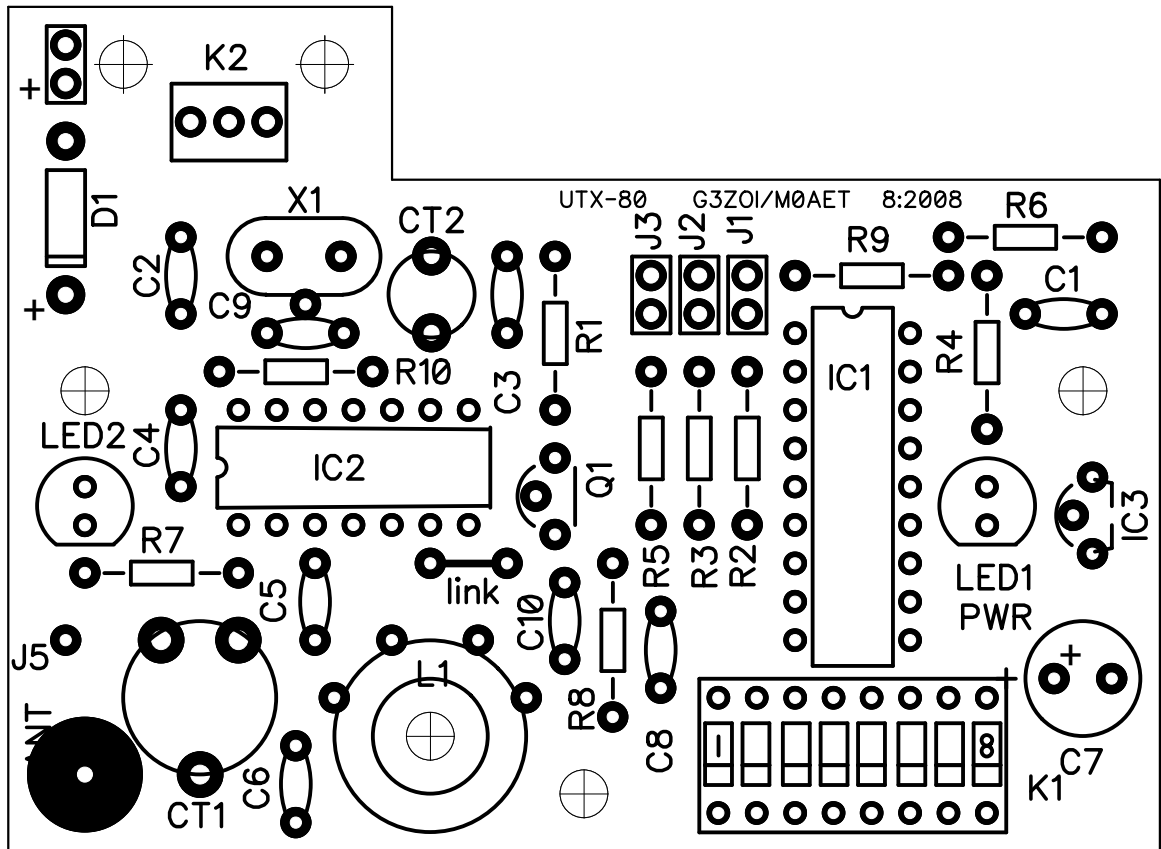 K2
+
D1
+
UTX-80 G3ZOI/M0AET 8:2008
X1
CT2
C2
C9
R10
C3
R1
J3
J2
J1
R9
R6
C1
R4
IC1
LED2
C4
IC2
Q1
R7
C5
link
C10
R5
R3
R2
LED1
PWR
IC3
J5
ANT
CT1
C6
L1
R8
C8
1
8
K1
+
C7